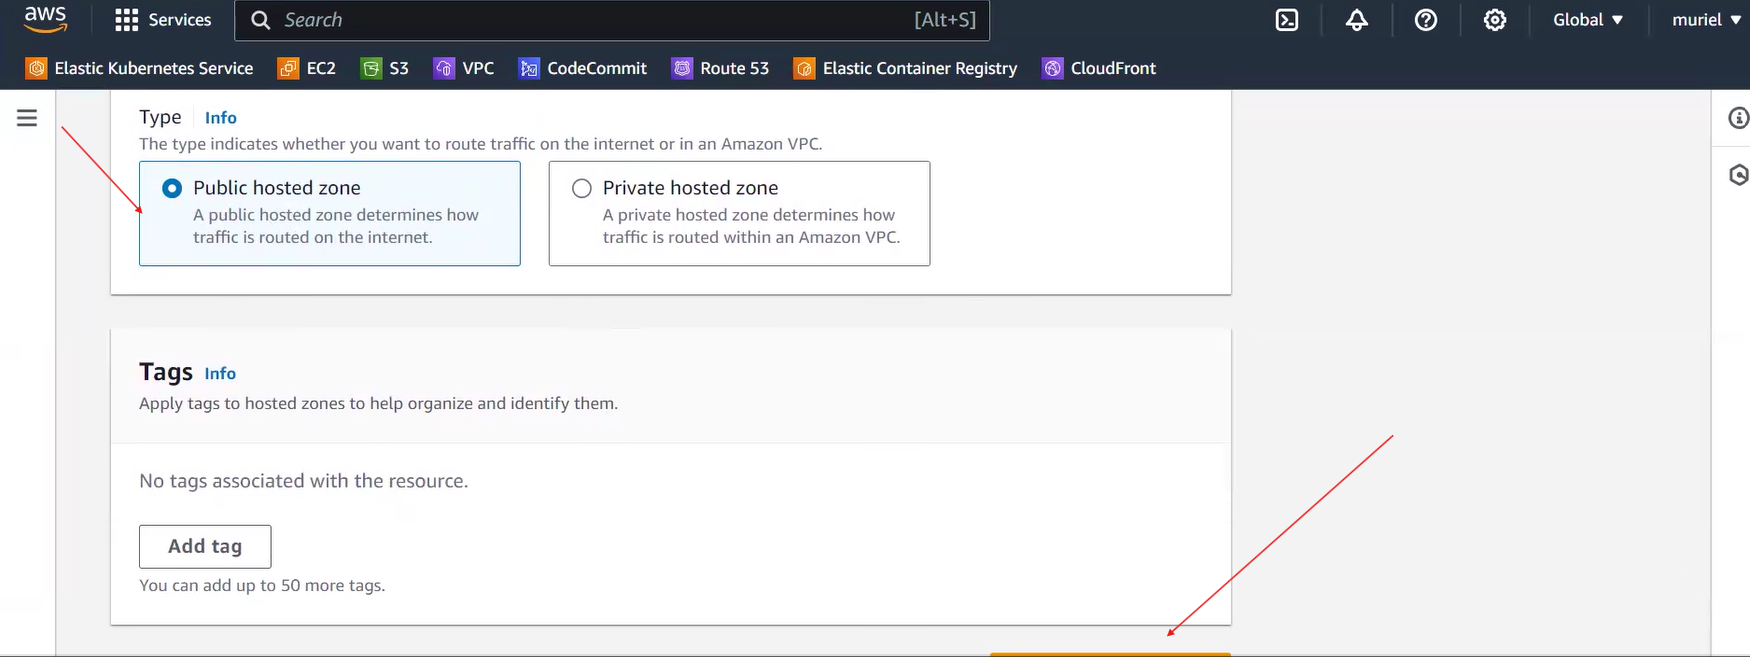 aws Services Search [Alt+S] Global ▼ muriel ▼
Elastic Kubernetes Service EC2 S3 VPC CodeCommit Route 53 Elastic Container Registry CloudFront
Type Info
The type indicates whether you want to route traffic on the internet or in an Amazon VPC.
Public hosted zone
A public hosted zone determines how
traffic is routed on the internet.
Private hosted zone
A private hosted zone determines how
traffic is routed within an Amazon VPC.
Tags Info
Apply tags to hosted zones to help organize and identify them.
No tags associated with the resource.
Add tag
You can add up to 50 more tags.